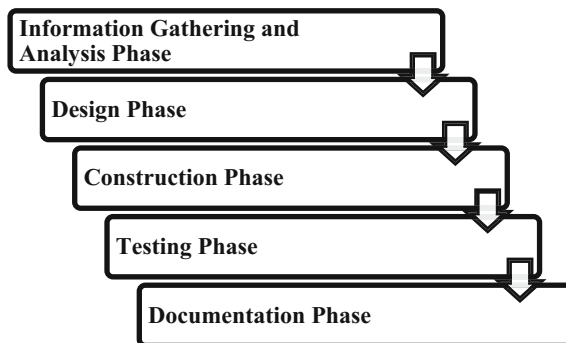 Information Gathering and
Analysis Phase
Design Phase
Construction Phase
Testing Phase
Documentation Phase